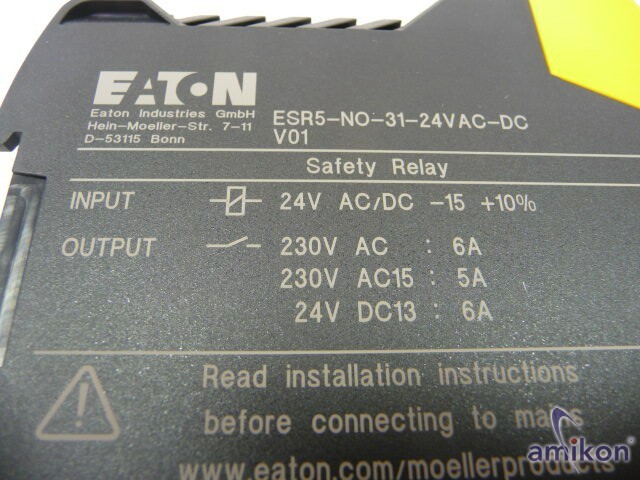 EATON
Eaton Industries GmbH
Hein-Moeller-Str. 7-11
D-53115 Bonn
ESR5-NO-31-24VAC-DC
V01
Safety Relay
INPUT 24V AC/DC -15 +10%
OUTPUT 230V AC : 6A
230V AC15 : 5A
24V DC13 : 6A
Read installation instructions
before connecting to mains
www.eaton.com/moellerproducts
amikon